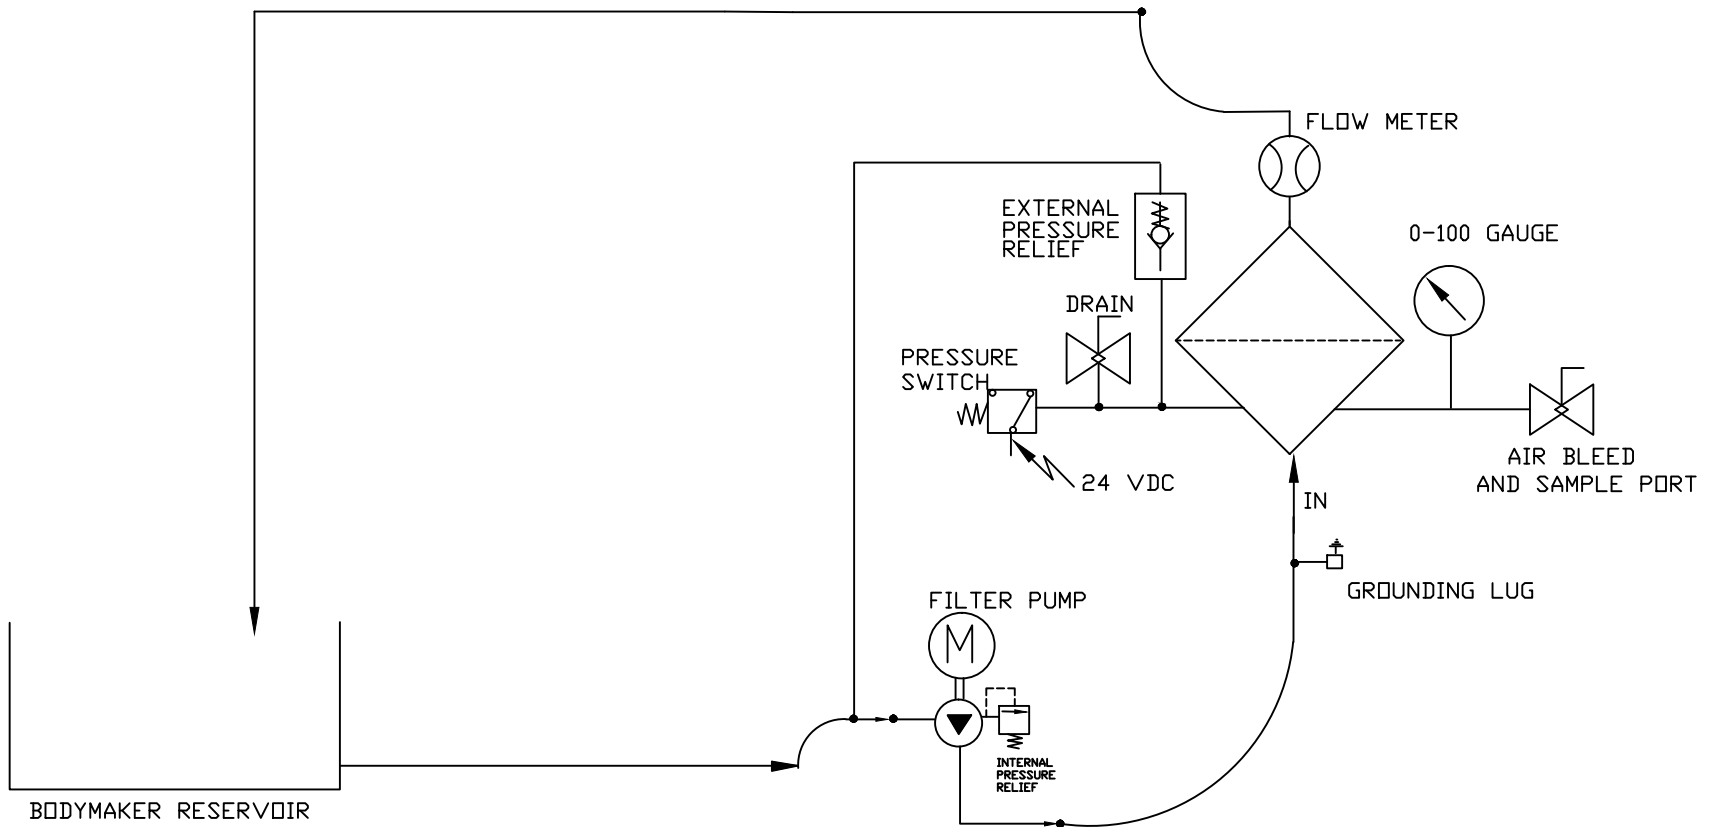 FLOW METER
EXTERNAL
PRESSURE
RELIEF
0-100 GAUGE
DRAIN
PRESSURE
SWITCH
24 VDC
AIR BLEED
AND SAMPLE PORT
IN
GROUNDING LUG
FILTER PUMP
M
INTERNAL
PRESSURE
RELIEF
BODYMAKER RESERVOIR